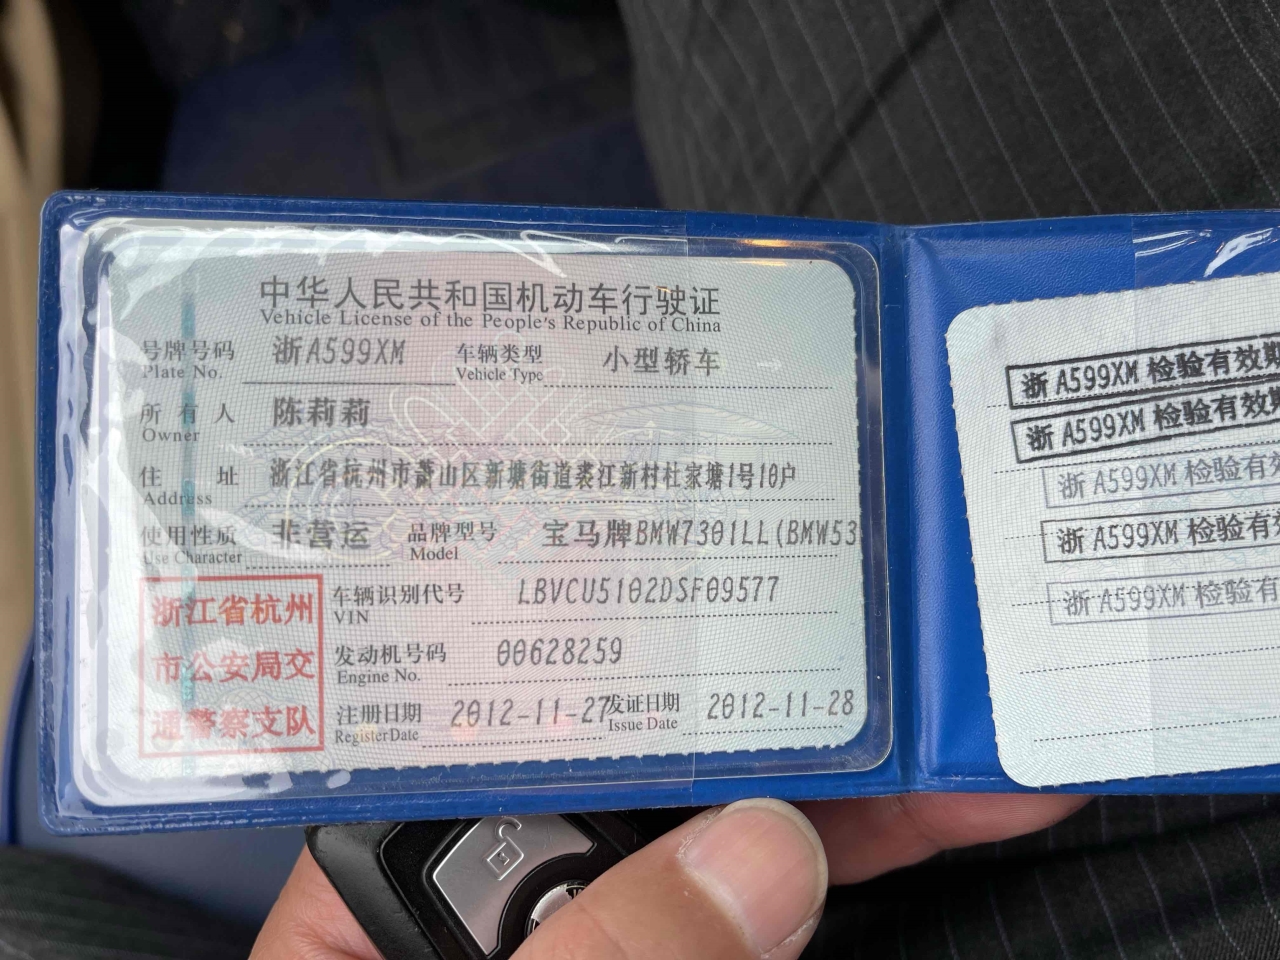 中华人民共和国机动车行驶证
Vehicle License of the People's Republic of China
号牌号码 浙A599XM 车辆类型 小型轿车
Plate No. Vehicle Type
所有人 陈莉莉
Owner
住址 浙江省杭州市萧山区新塘街道裘江新村杜家塘1号10户
Address
使用性质 非营运 品牌型号 宝马牌BMW7301LL(BMW53
Use Character Model
浙江省杭州
市公安局交
通警察支队
车辆识别代号 LBVCU5102DSF09577
VIN
发动机号码 00628259
Engine No.
注册日期 2012-11-27 发证日期 2012-11-28
Register Date Issue Date
浙A599XM 检验有效期
浙A599XM 检验有效
浙A599XM 检验有
浙A599XM 检验有
浙A599XM 检验有